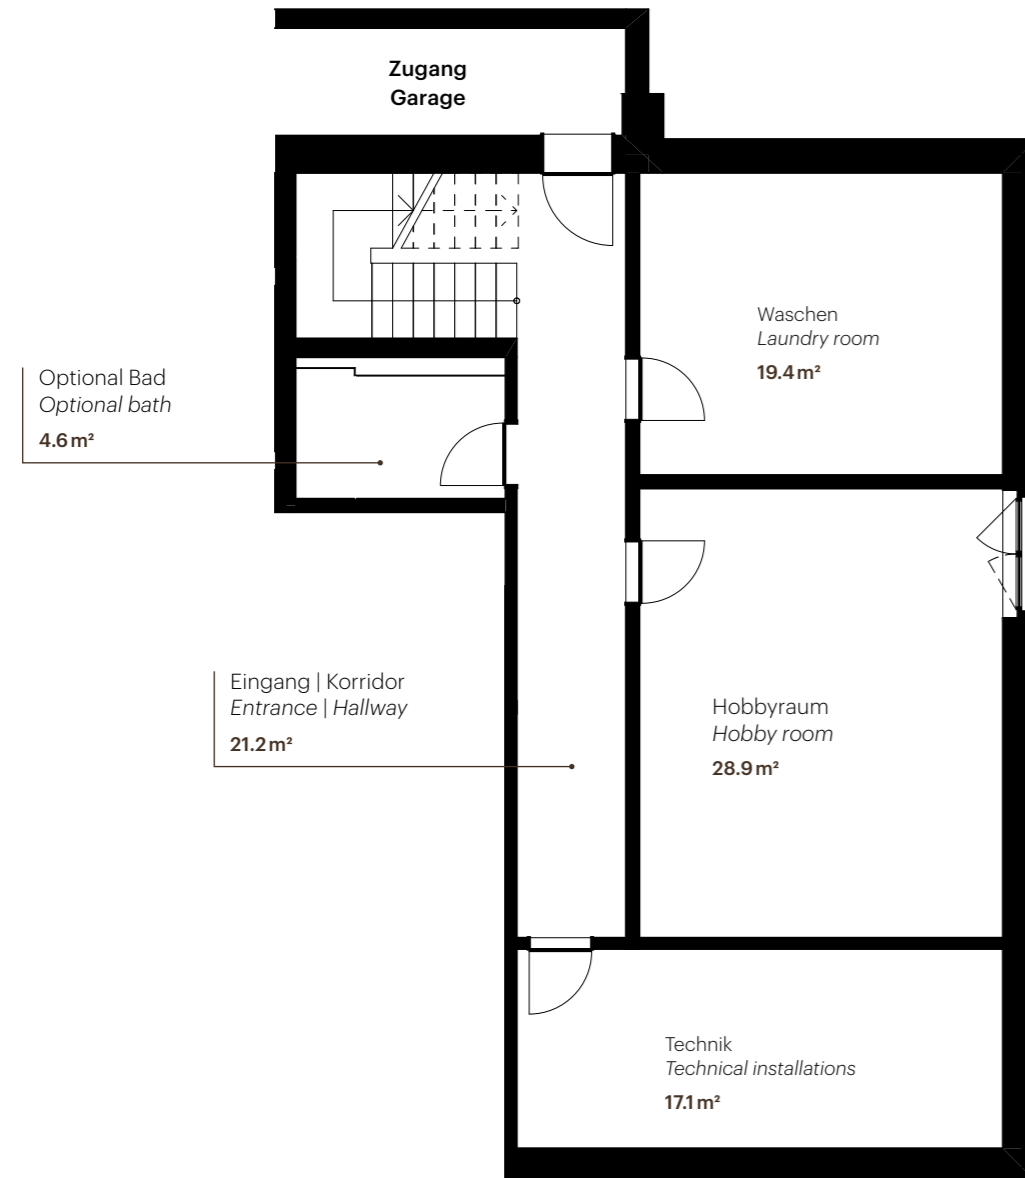 Zugang
Garage
Waschen
Laundry room
19.4 m²
Optional Bad
Optional bath
4.6 m²
Eingang | Korridor
Entrance | Hallway
21.2 m²
Hobbyraum
Hobby room
28.9 m²
Technik
Technical installations
17.1 m²